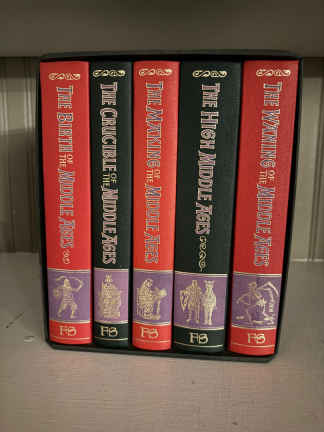 THE BIRTH OF THE MIDDLE AGES
FS
THE CRUCIBLE OF THE MIDDLE AGES
FS
THE MAKING OF THE MIDDLE AGES
FS
THE HIGH MIDDLE AGES
FS
THE WANING OF THE MIDDLE AGES
FS